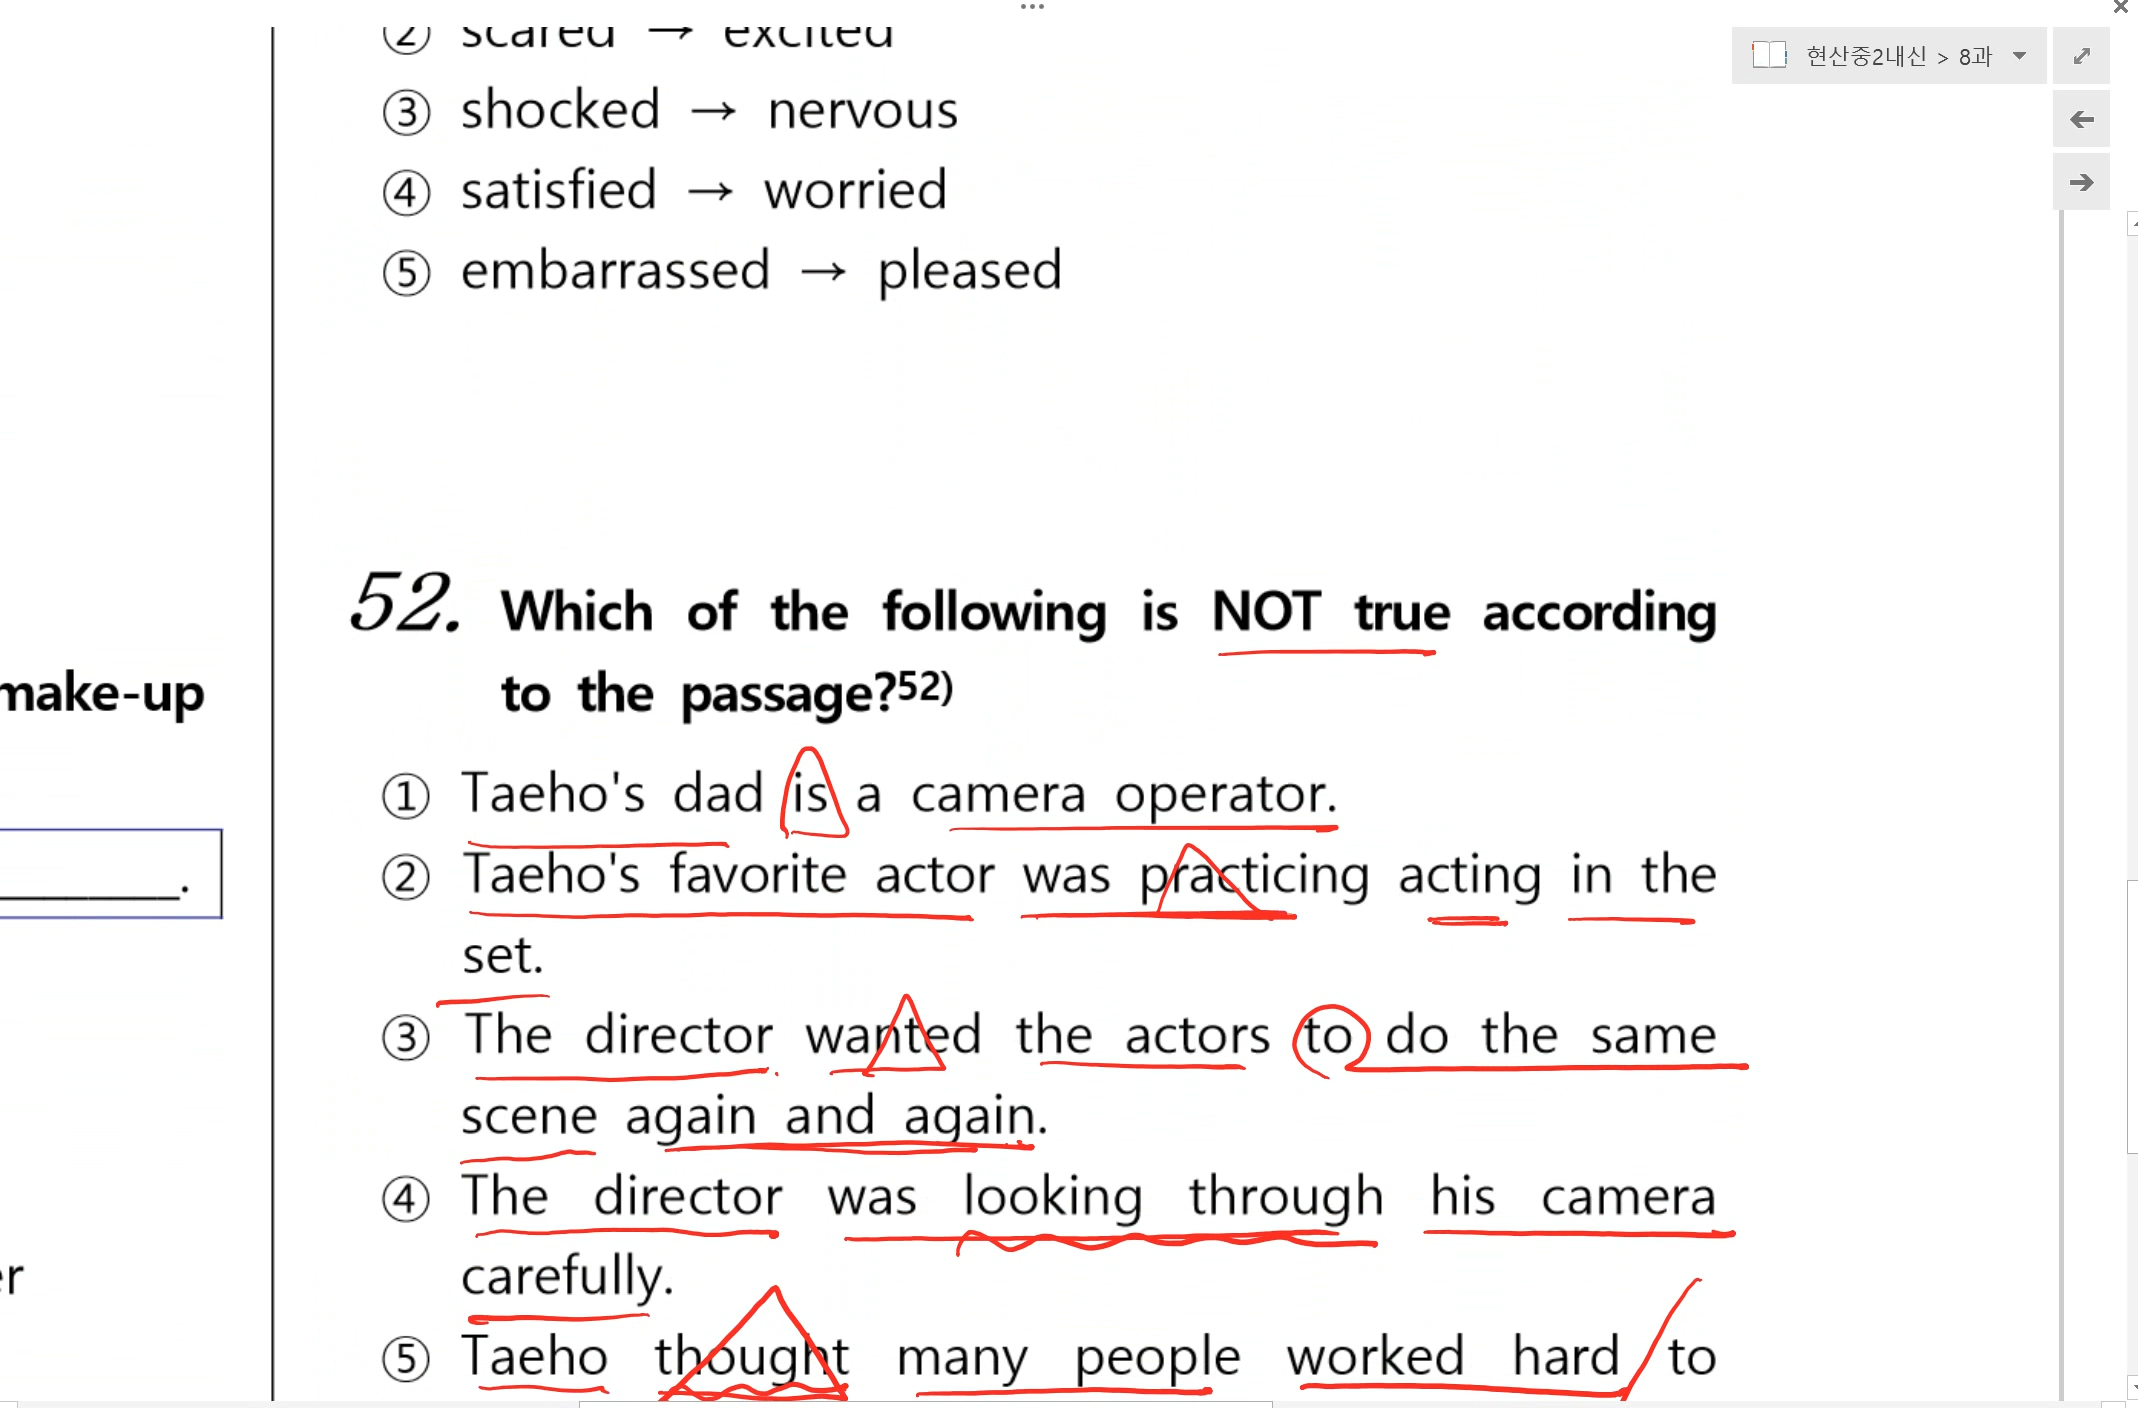 ② scared → excited
현산중2내신 > 8과
③ shocked → nervous
④ satisfied → worried
⑤ embarrassed → pleased
52. Which of the following is NOT true according
to the passage?52)
make-up
① Taeho's dad is a camera operator.
② Taeho's favorite actor was practicing acting in the
set.
.
③ The director wanted the actors to do the same
scene again and again.
④ The director was looking through his camera
carefully.
er
⑤ Taeho thought many people worked hard to